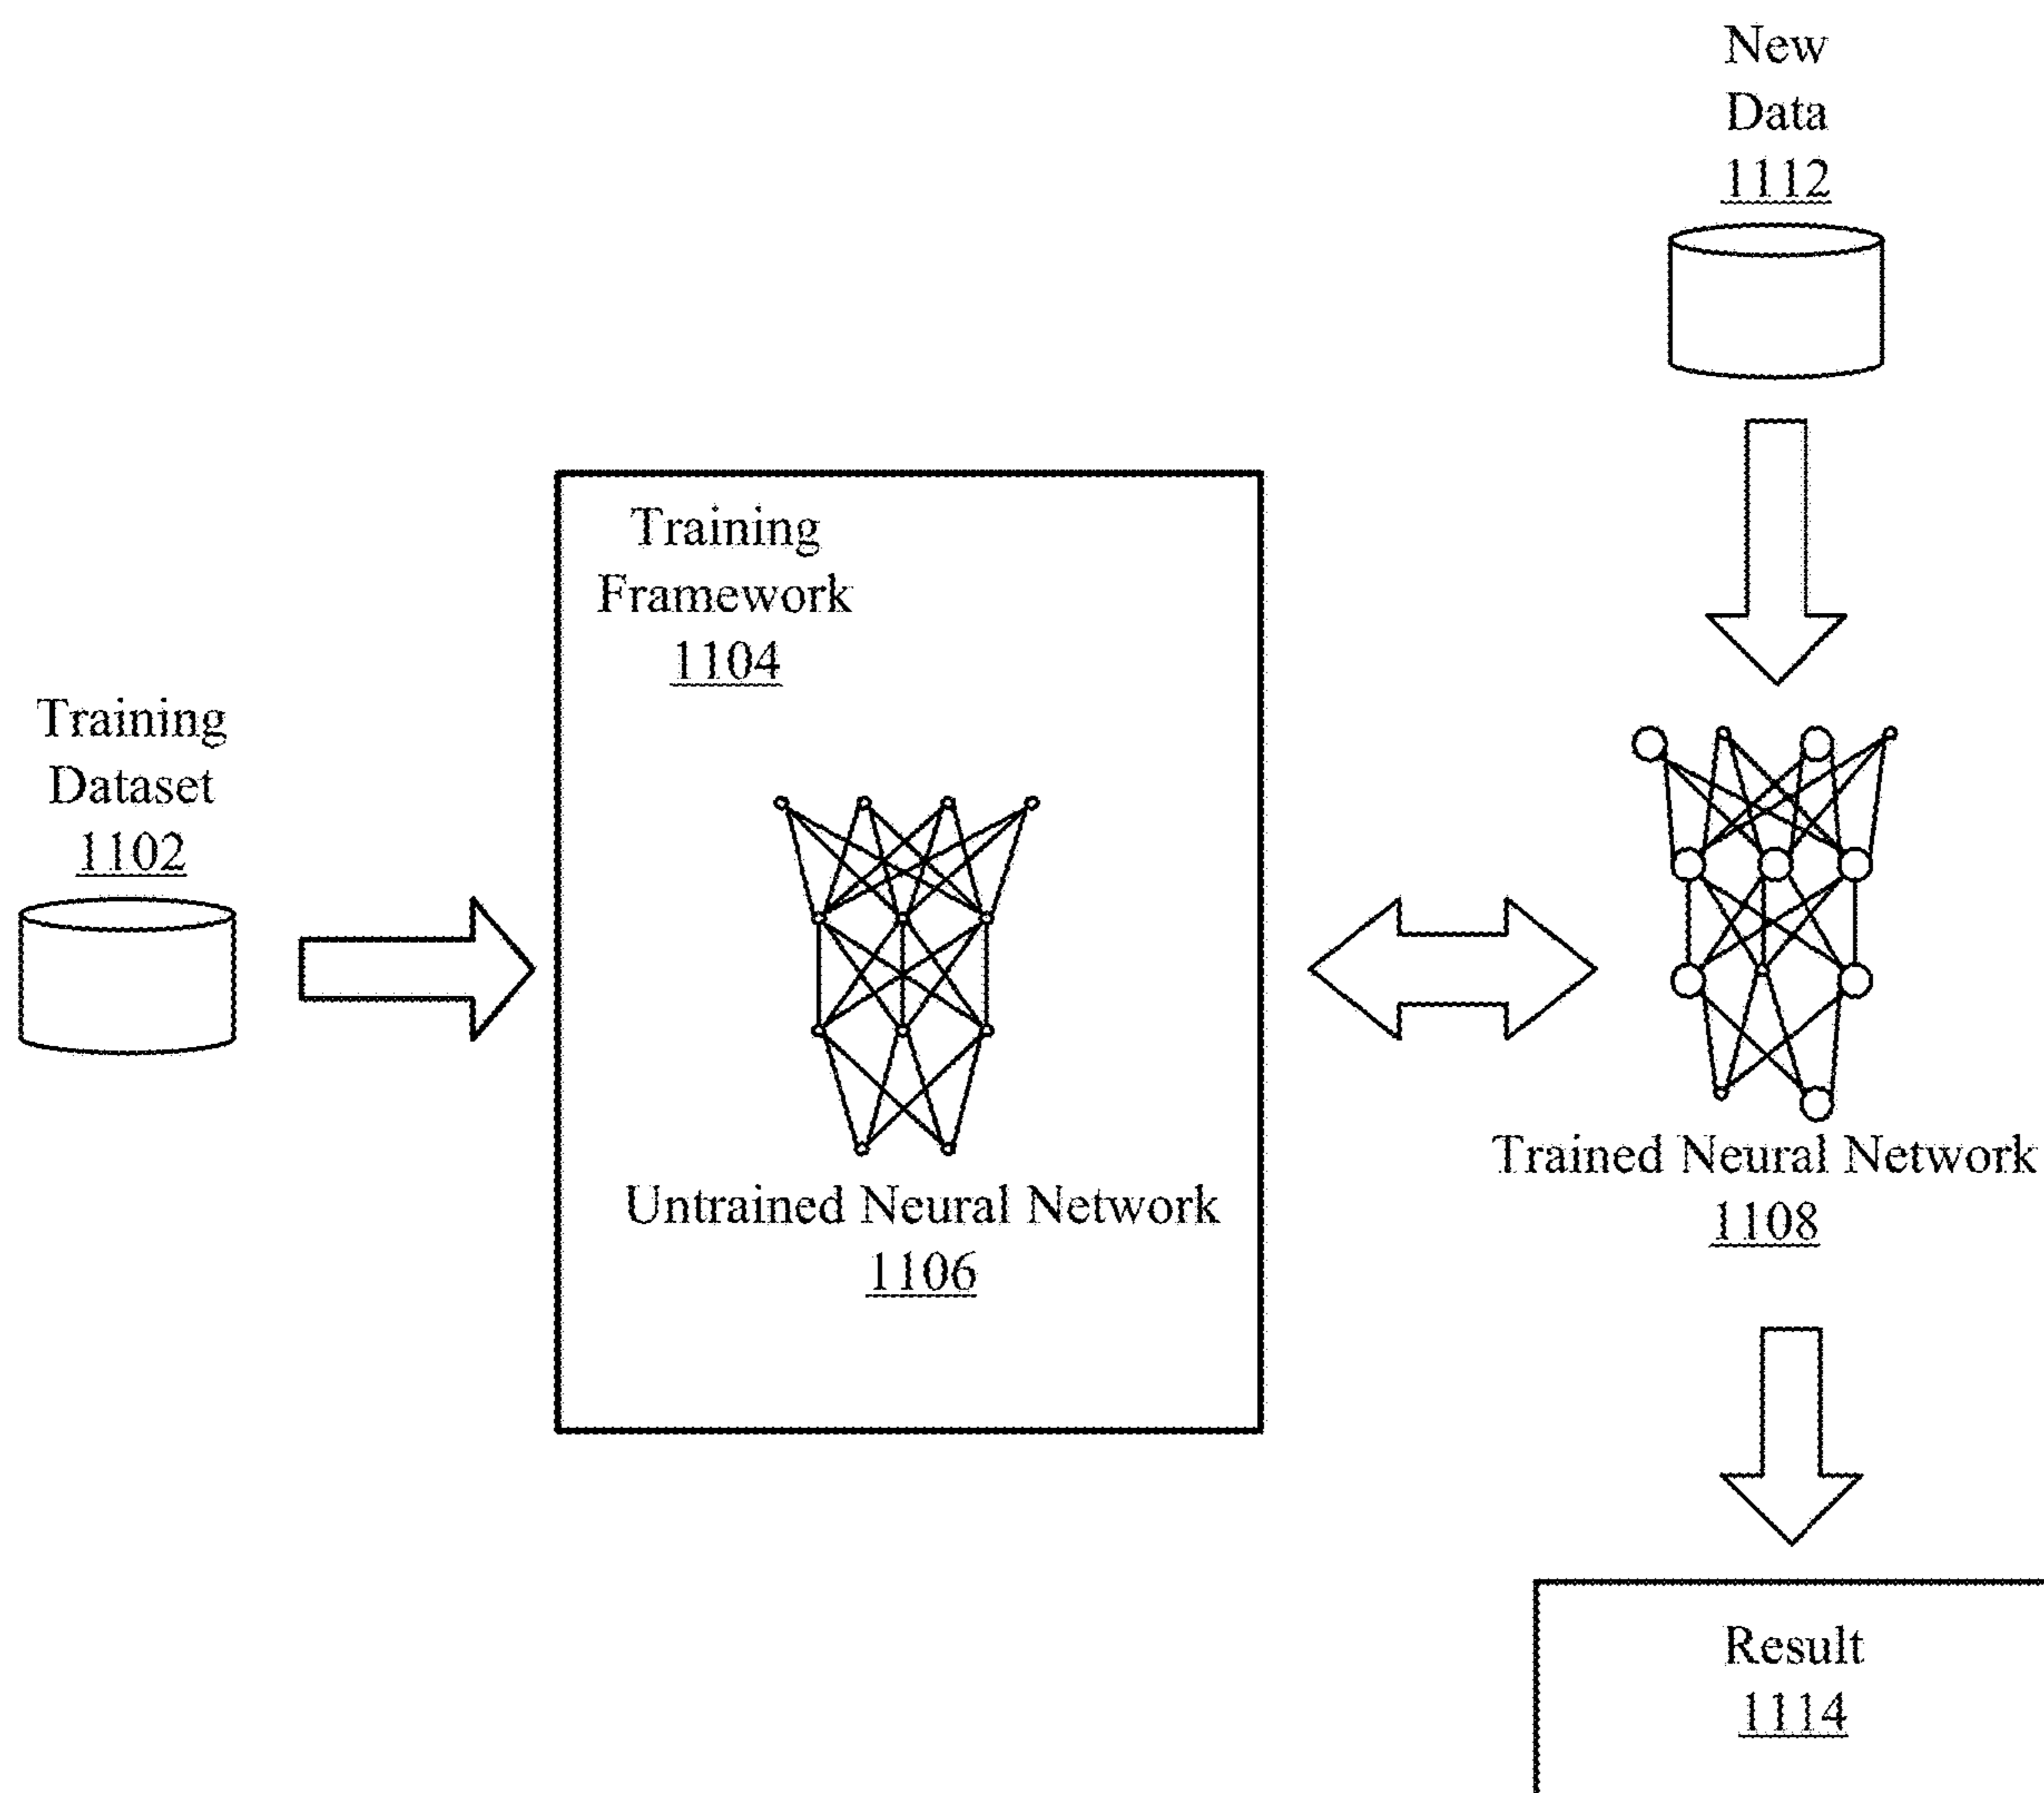 New
Data
1112
Training
Framework
1104
Training
Dataset
1102
Untrained Neural Network
1106
Trained Neural Network
1108
Result
1114